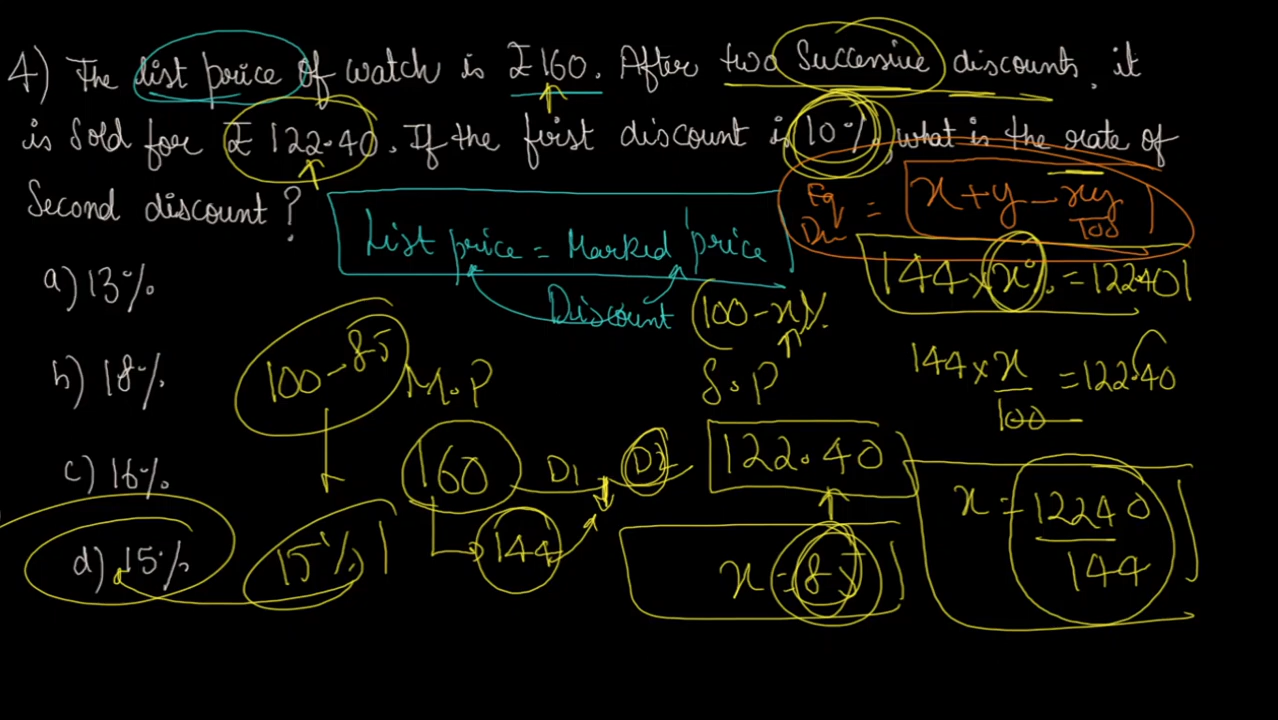 4) The list price of watch is ₹160. After two Successive discounts, it
is Sold for ₹ 122.40. If the first discount is 10%, what is the rate of
Second discount?
Eq Dis = x+y-xy/100
List price = Marked price
a) 13%
Discount (100-x)%
144×x%=12240
100-85
b) 18%
M.P
S.P
144×x/100=122.40
c) 16%
160 D1 D2 122.40
x=12240/144
d) 15%
15%
144
x=85